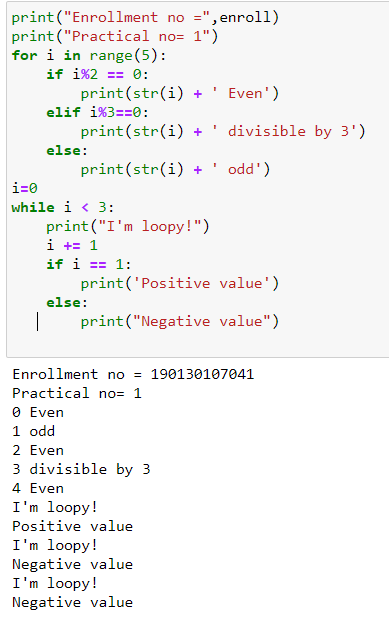 print("Enrollment no =",enroll)
print("Practical no= 1")
for i in range(5):
    if i%2 == 0:
        print(str(i) + ' Even')
    elif i%3==0:
        print(str(i) + ' divisible by 3')
    else:
        print(str(i) + ' odd')
i=0
while i < 3:
    print("I'm loopy!")
    i += 1
    if i == 1:
        print('Positive value')
    else:
        print("Negative value")
Enrollment no = 190130107041
Practical no= 1
0 Even
1 odd
2 Even
3 divisible by 3
4 Even
I'm loopy!
Positive value
I'm loopy!
Negative value
I'm loopy!
Negative value